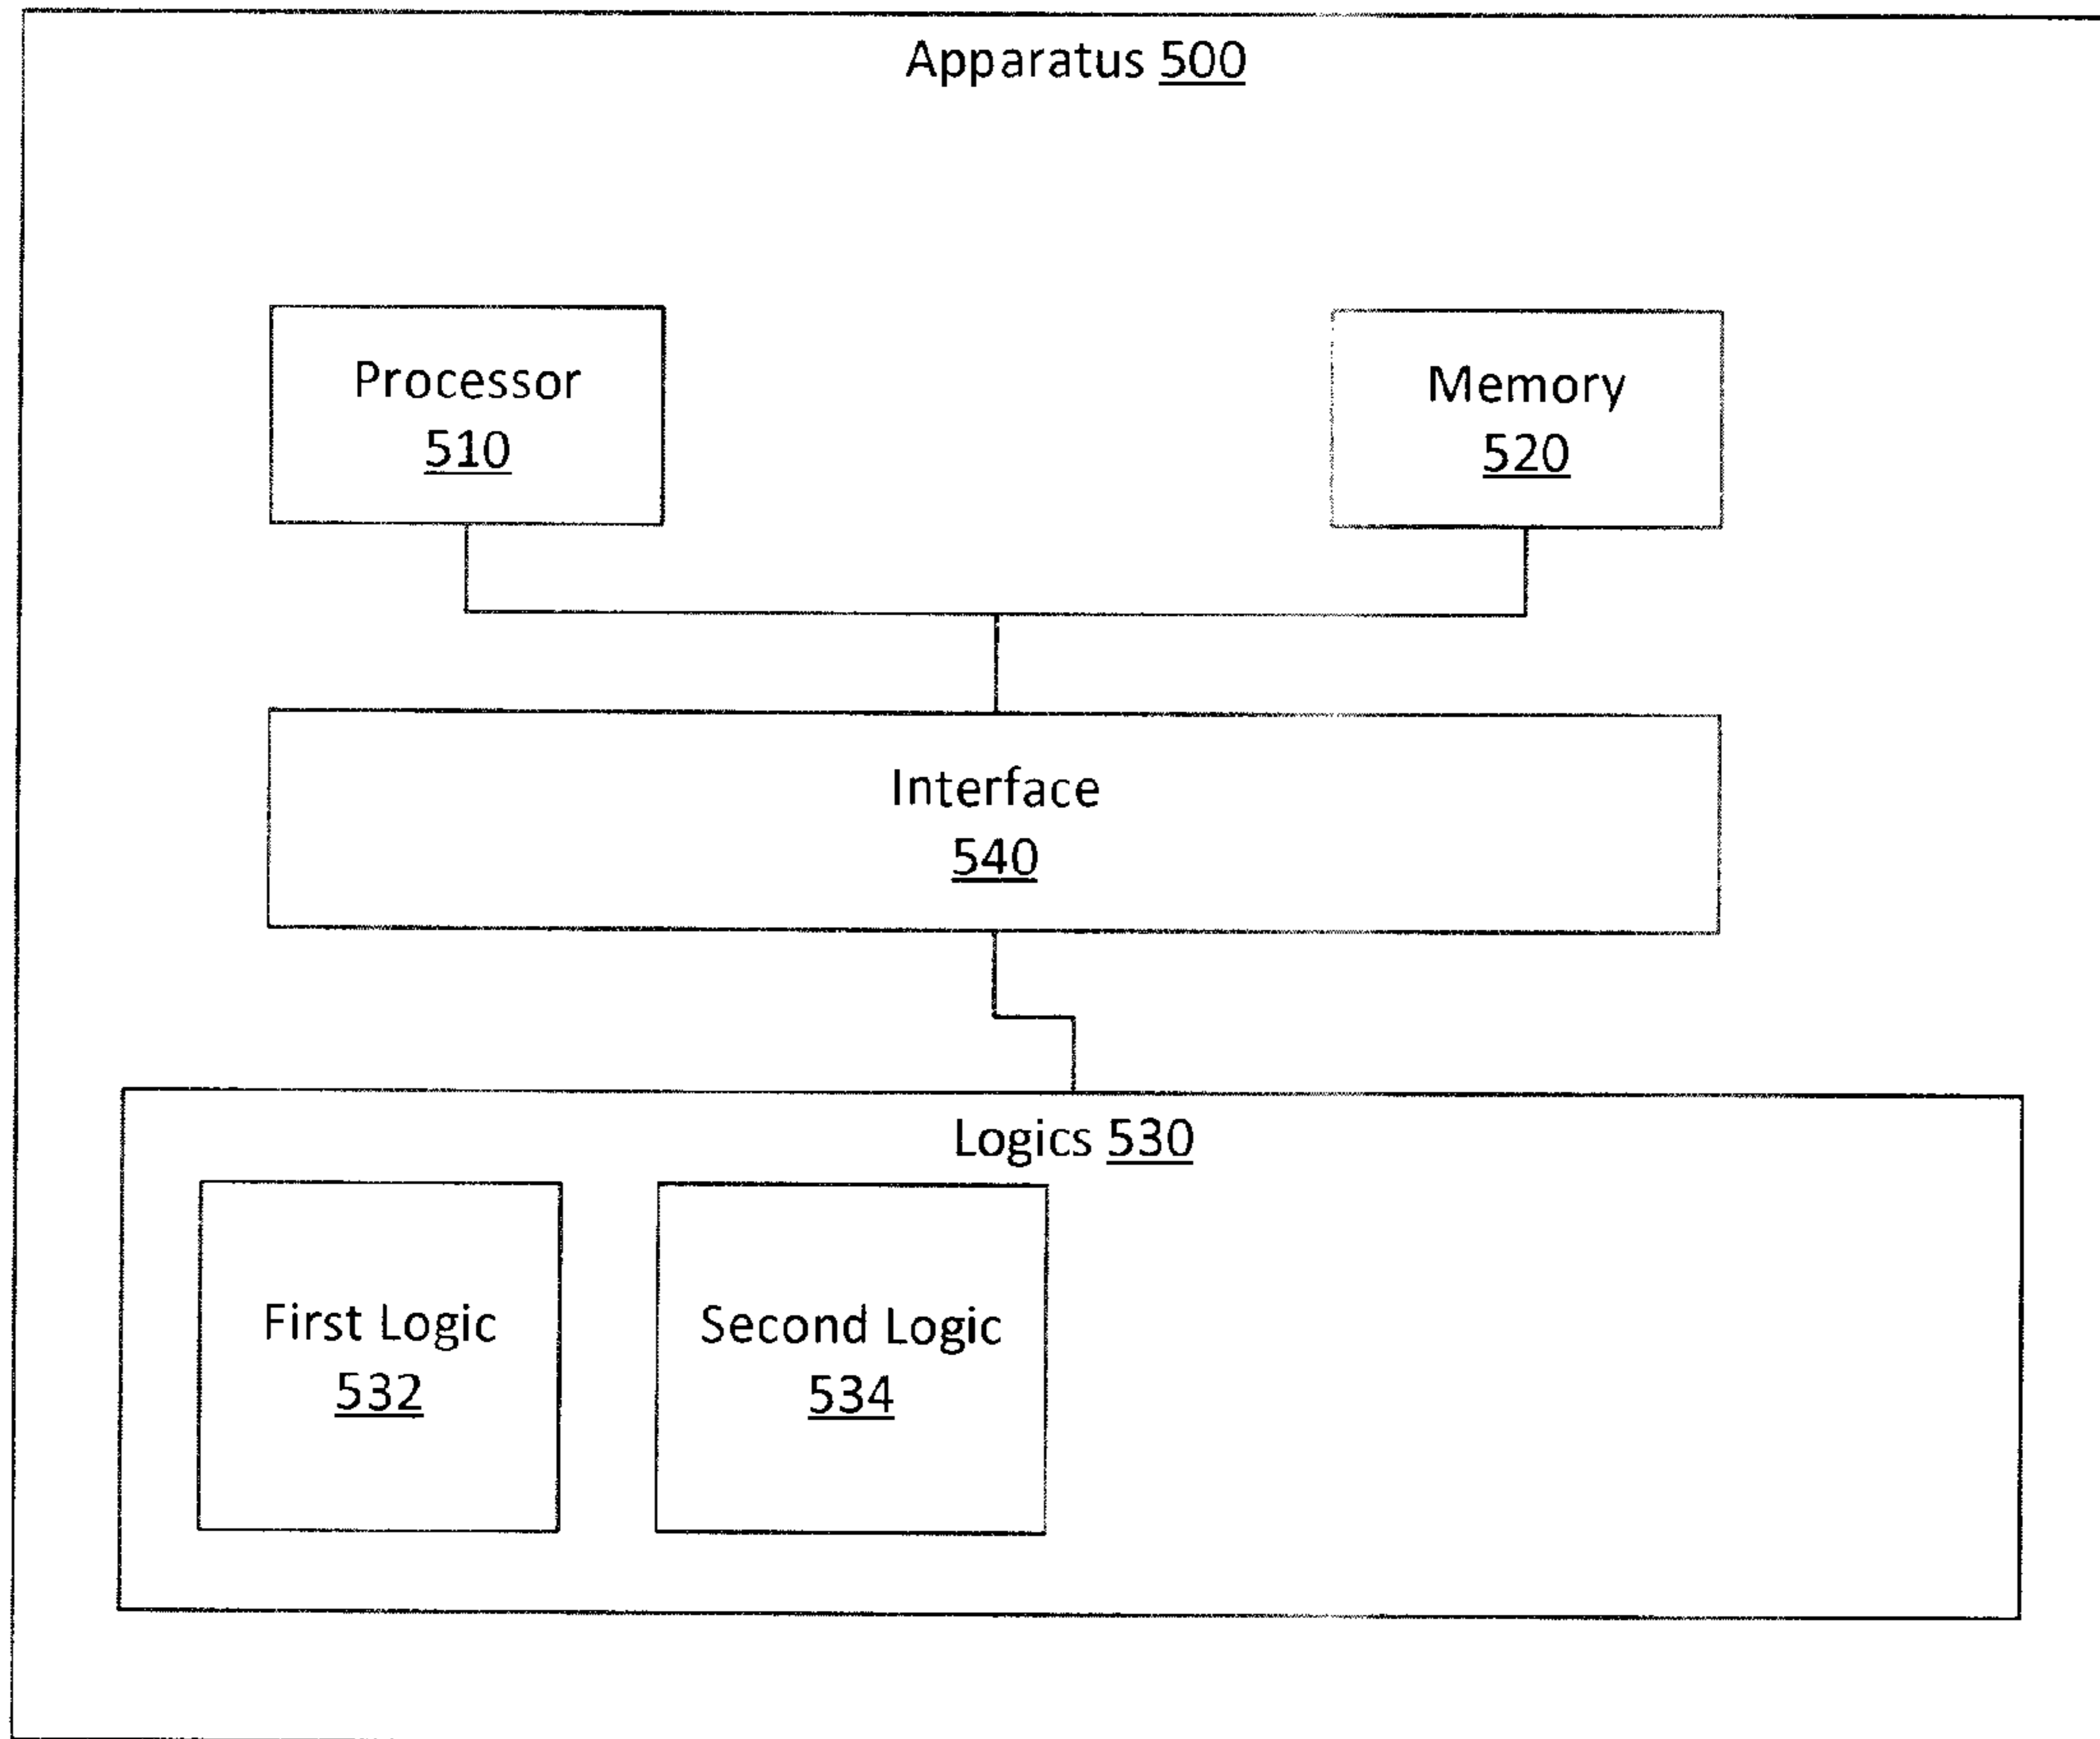 Apparatus 500
Processor
510
Memory
520
Interface
540
Logics 530
First Logic
532
Second Logic
534